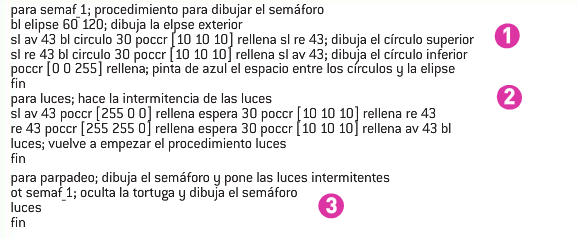 para semaf_1; procedimiento para dibujar el semáforo
bl elipse 60 120; dibuja la elpse exterior
sl av 43 bl circulo 30 poccr [10 10 10] rellena sl re 43; dibuja el círculo superior
1
sl re 43 bl circulo 30 poccr [10 10 10] rellena sl av 43; dibuja el círculo inferior
poccr [0 0 255] rellena; pinta de azul el espacio entre los círculos y la elipse
fin
para luces; hace la intermitencia de las luces
2
sl av 43 poccr [255 0 0] rellena espera 30 poccr [10 10 10] rellena re 43
re 43 poccr [255 255 0] rellena espera 30 poccr [10 10 10] rellena av 43 bl
luces; vuelve a empezar el procedimiento luces
fin
para parpadeo; dibuja el semáforo y pone las luces intermitentes
ot semaf_1; oculta la tortuga y dibuja el semáforo
luces
3
fin